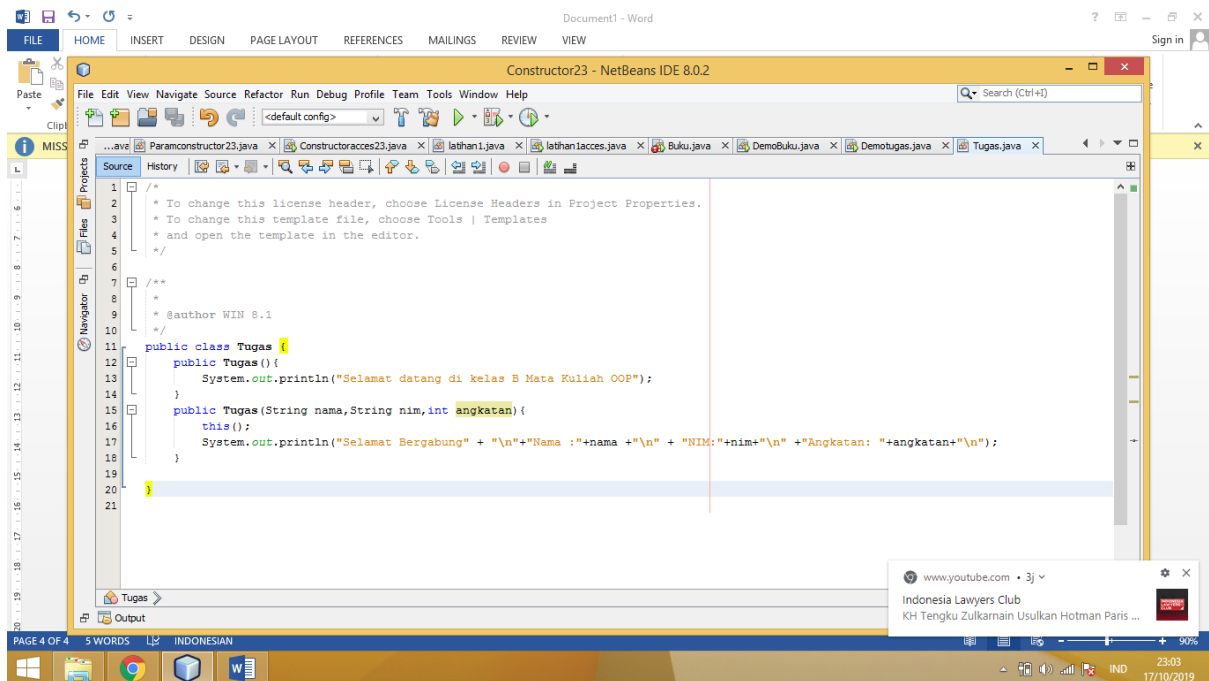 Document1 - Word
FILE HOME INSERT DESIGN PAGE LAYOUT REFERENCES MAILINGS REVIEW VIEW Sign in
Constructor23 - NetBeans IDE 8.0.2
Paste
File Edit View Navigate Source Refactor Run Debug Profile Team Tools Window Help
Search (Ctrl+I)
<default config>
Clip
MISS
...ava Paramconstructor23.java Constructoracces23.java latihan1.java latihan1acces.java Buku.java DemoBuku.java Demotugas.java Tugas.java
Source History
Projects
Files
Navigator
1 /*
2 * To change this license header, choose License Headers in Project Properties.
3 * To change this template file, choose Tools | Templates
4 * and open the template in the editor.
5 */
6
7 /**
8 *
9 * @author WIN 8.1
10 */
11 public class Tugas {
12 public Tugas(){
13 System.out.println("Selamat datang di kelas B Mata Kuliah OOP");
14 }
15 public Tugas(String nama,String nim,int angkatan){
16 this();
17 System.out.println("Selamat Bergabung" + "\n"+"Nama :"+nama +"\n" + "NIM:"+nim+"\n" +"Angkatan: "+angkatan+"\n");
18 }
19
20 }
21
www.youtube.com • 3j
Indonesia Lawyers Club
KH Tengku Zulkarnain Usulkan Hotman Paris ...
Tugas
Output
PAGE 4 OF 4 5 WORDS INDONESIAN 90%
IND
23:03
17/10/2019